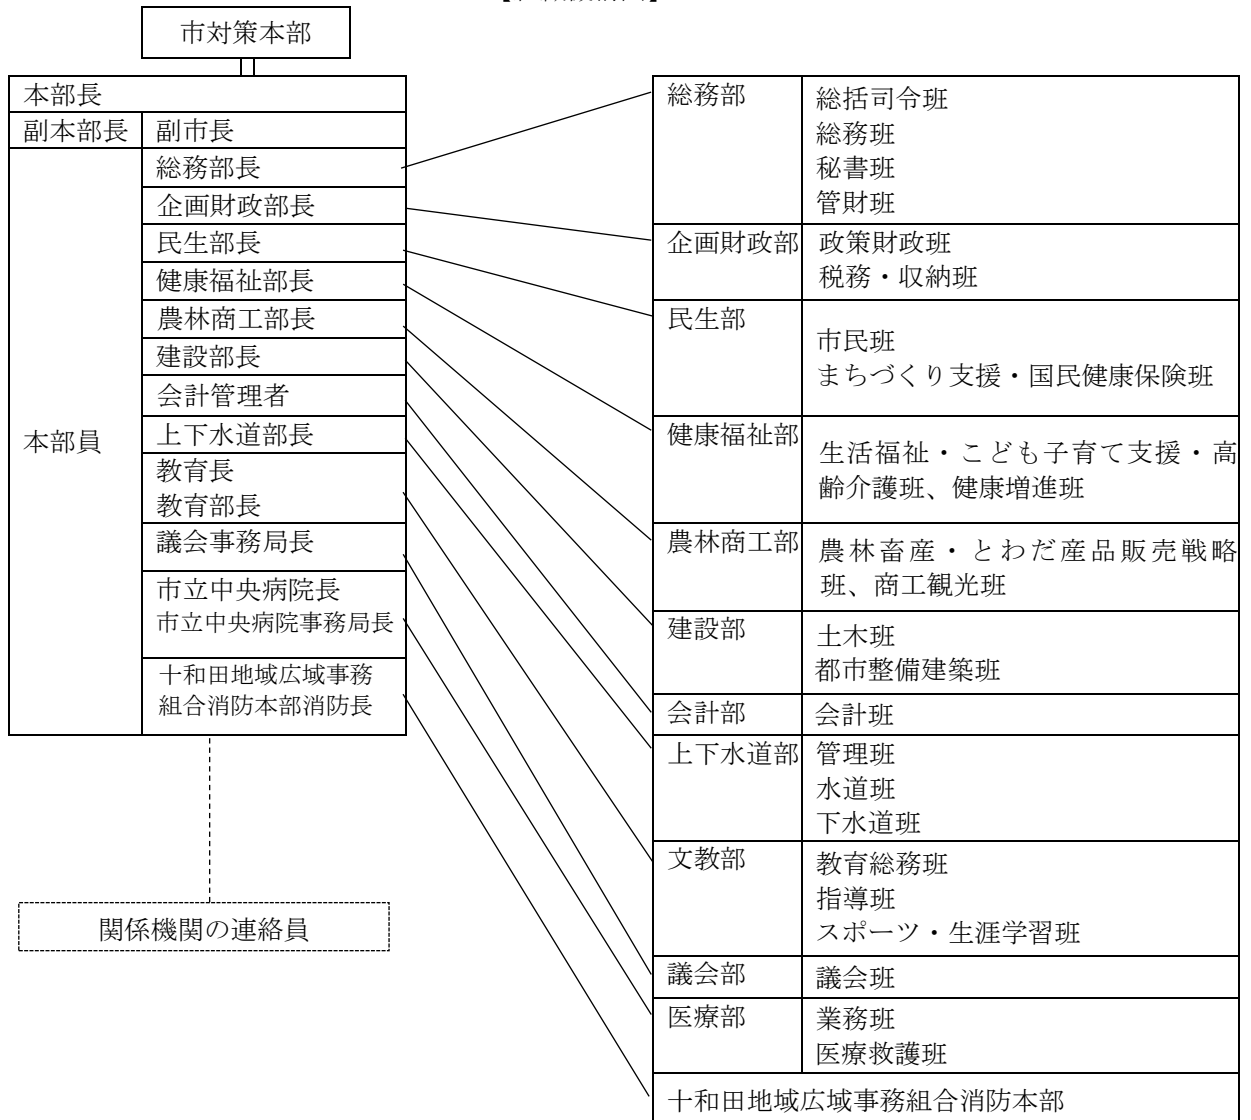 市対策本部
本部長
副本部長 副市長
本部員
総務部長
企画財政部長
民生部長
健康福祉部長
農林商工部長
建設部長
会計管理者
上下水道部長
教育長
教育部長
議会事務局長
市立中央病院長
市立中央病院事務局長
十和田地域広域事務
組合消防本部消防長
関係機関の連絡員
総務部 総括司令班
総務班
秘書班
管財班
企画財政部 政策財政班
税務・収納班
民生部
市民班
まちづくり支援・国民健康保険班
健康福祉部
生活福祉・こども子育て支援・高
齢介護班、健康増進班
農林商工部
農林畜産・とわだ産品販売戦略
班、商工観光班
建設部
土木班
都市整備建築班
会計部 会計班
上下水道部 管理班
水道班
下水道班
文教部 教育総務班
指導班
スポーツ・生涯学習班
議会部 議会班
医療部 業務班
医療救護班
十和田地域広域事務組合消防本部